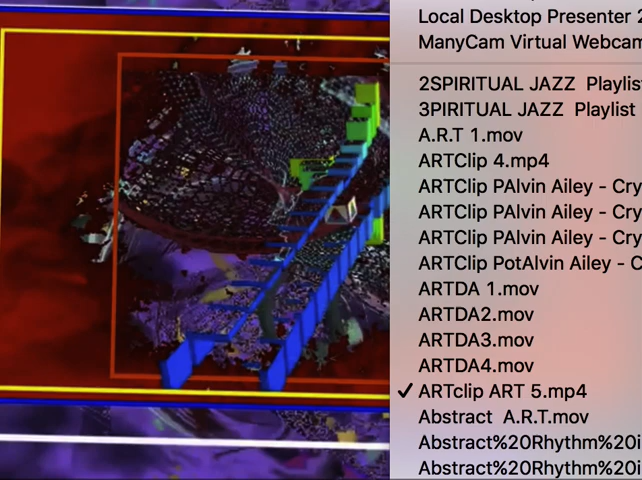 Local Desktop Presenter 2
ManyCam Virtual Webcam
2SPIRITUAL JAZZ  Playlis
3PIRITUAL JAZZ  Playlist
A.R.T 1.mov
ARTClip 4.mp4
ARTClip PAlvin Ailey - Cry
ARTClip PAlvin Ailey - Cry
ARTClip PAlvin Ailey - Cry
ARTClip PotAlvin Ailey - C
ARTDA 1.mov
ARTDA2.mov
ARTDA3.mov
ARTDA4.mov
✓ ARTclip ART 5.mp4
Abstract  A.R.T.mov
Abstract%20Rhythm%20i
Abstract%20Rhythm%20i